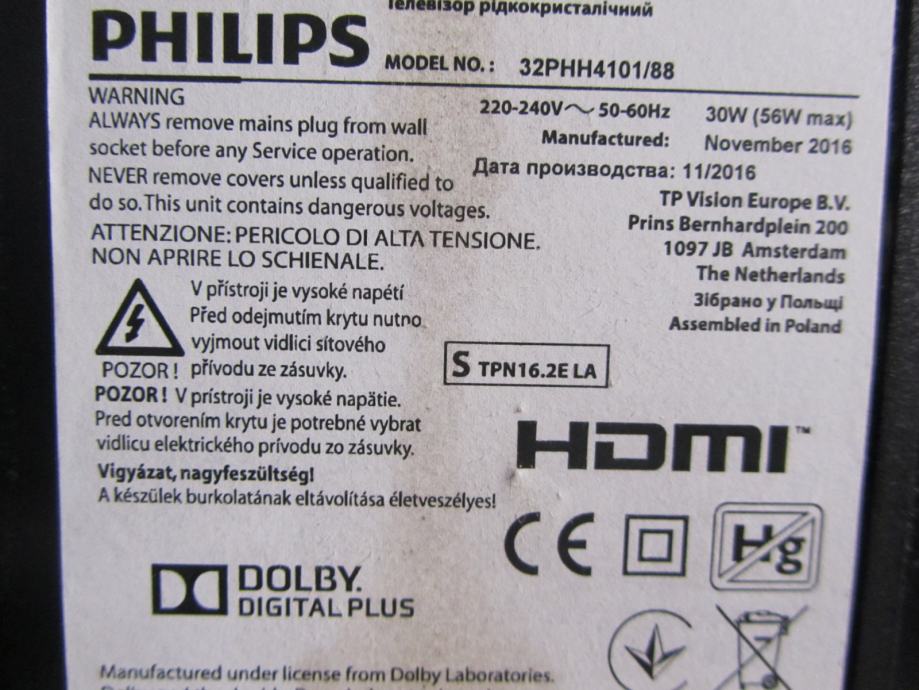 Телевізор рідкокристалічний
PHILIPS
MODEL NO.: 32PHH4101/88
WARNING
ALWAYS remove mains plug from wall
socket before any Service operation.
NEVER remove covers unless qualified to
do so. This unit contains dangerous voltages.
ATTENZIONE: PERICOLO DI ALTA TENSIONE.
NON APRIRE LO SCHIENALE.
220-240V~ 50-60Hz 30W (56W max)
Manufactured: November 2016
Дата производства: 11/2016
TP Vision Europe B.V.
Prins Bernhardplein 200
1097 JB Amsterdam
The Netherlands
Зібрано у Польщі
Assembled in Poland
V přístroji je vysoké napétí
Před odejmutím krytu nutno
vyjmout vidlici sítového
POZOR! přívodu ze zásuvky.
POZOR! V prístroji je vysoké napätie.
Pred otvorením krytu je potrebné vybrat
vidlicu elektrického prívodu zo zásuvky.
Vigyázat, nagyfeszültség!
A készülek burkolatának eltávolítása életveszélyes!
S TPN16.2E LA
HDMI™
CE
Hg
DOLBY.
DIGITAL PLUS
Manufactured under license from Dolby Laboratories.